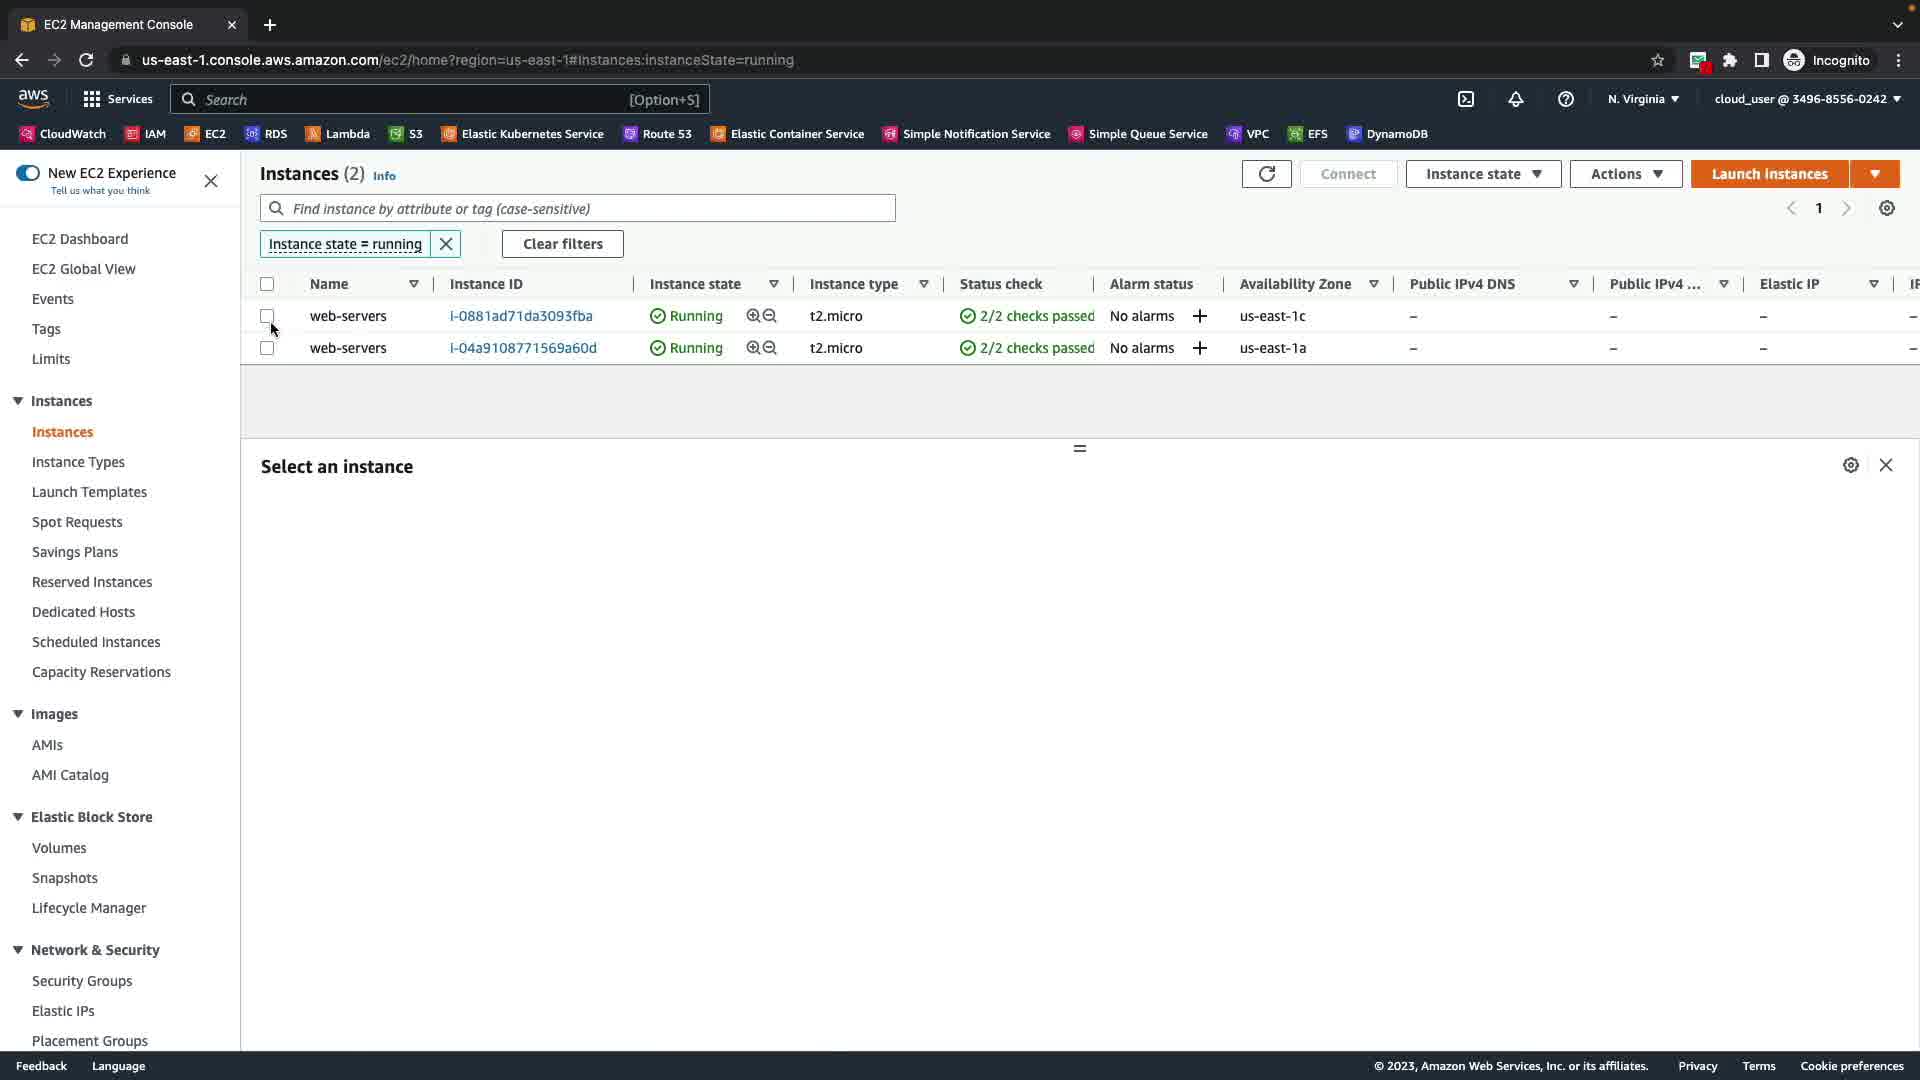 EC2 Management Console
us-east-1.console.aws.amazon.com/ec2/home?region=us-east-1#Instances:instanceState=running
Incognito
aws
Services
Search
[Option+S]
N. Virginia
cloud_user @ 3496-8556-0242
CloudWatch
IAM
EC2
RDS
Lambda
S3
Elastic Kubernetes Service
Route 53
Elastic Container Service
Simple Notification Service
Simple Queue Service
VPC
EFS
DynamoDB
New EC2 Experience
Tell us what you think
EC2 Dashboard
EC2 Global View
Events
Tags
Limits
Instances
Instances
Instance Types
Launch Templates
Spot Requests
Savings Plans
Reserved Instances
Dedicated Hosts
Scheduled Instances
Capacity Reservations
Images
AMIs
AMI Catalog
Elastic Block Store
Volumes
Snapshots
Lifecycle Manager
Network & Security
Security Groups
Elastic IPs
Placement Groups
Instances (2) Info
Connect
Instance state
Actions
Launch instances
Find instance by attribute or tag (case-sensitive)
1
Instance state = running
Clear filters
Name Instance ID Instance state Instance type Status check Alarm status Availability Zone Public IPv4 DNS Public IPv4 ... Elastic IP
web-servers i-0881ad71da3093fba Running t2.micro 2/2 checks passed No alarms + us-east-1c – – – –
web-servers i-04a9108771569a60d Running t2.micro 2/2 checks passed No alarms + us-east-1a – – – –
Select an instance
Feedback
Language
© 2023, Amazon Web Services, Inc. or its affiliates.
Privacy
Terms
Cookie preferences